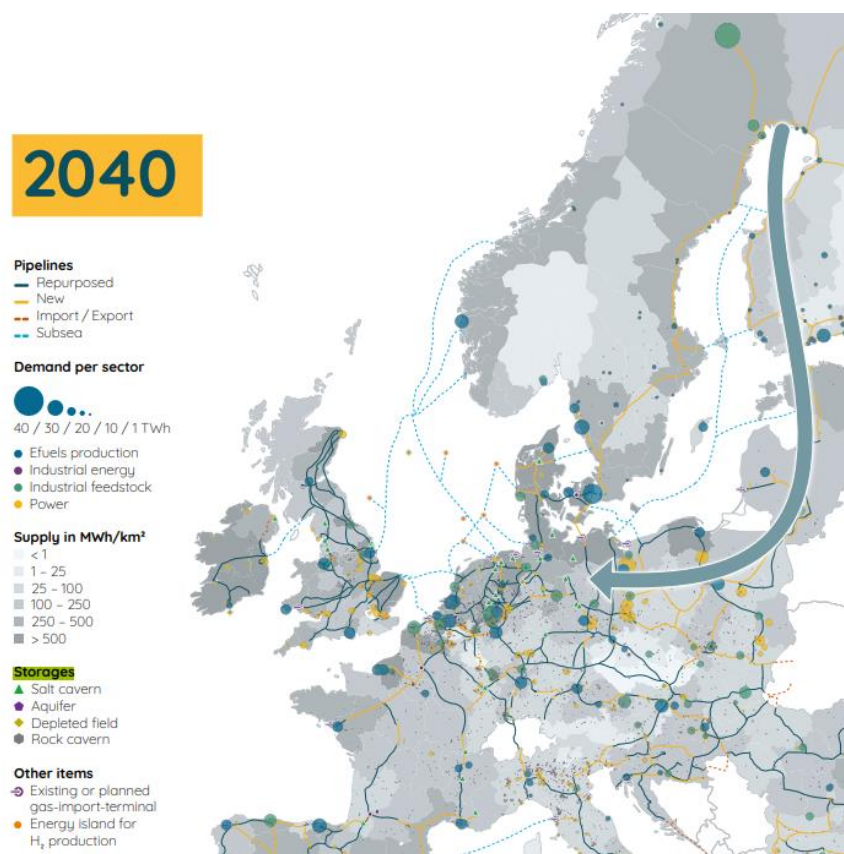 2040
Pipelines
Repurposed
New
Import / Export
Subsea
Demand per sector
40 / 30 / 20 / 10 / 1 TWh
Efuels production
Industrial energy
Industrial feedstock
Power
Supply in MWh/km²
< 1
1 – 25
25 – 100
100 – 250
250 – 500
> 500
Storages
Salt cavern
Aquifer
Depleted field
Rock cavern
Other items
Existing or planned
gas-import-terminal
Energy island for
H₂ production